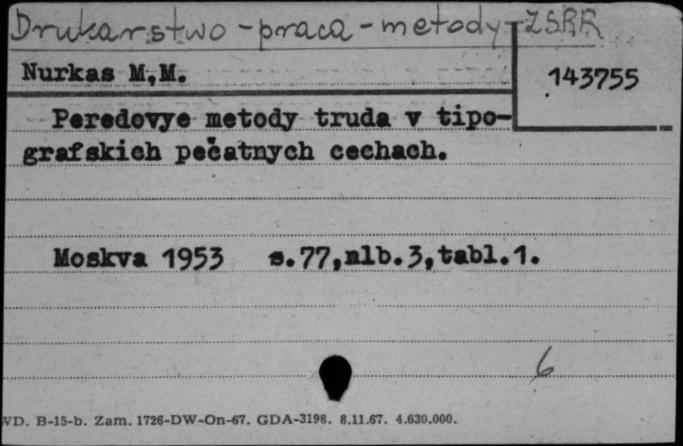 Drukarstwo - praca - metody - ZSRR
Nurkas M,M.
143755
Peredovye metody truda v tipo-
grafskich pečatnych cechach.
Moskva 1953 s.77,nlb.3,tabl.1.
6
WD. B-15-b. Zam. 1726-DW-On-67. GDA-3198. 8.11.67. 4.630.000.